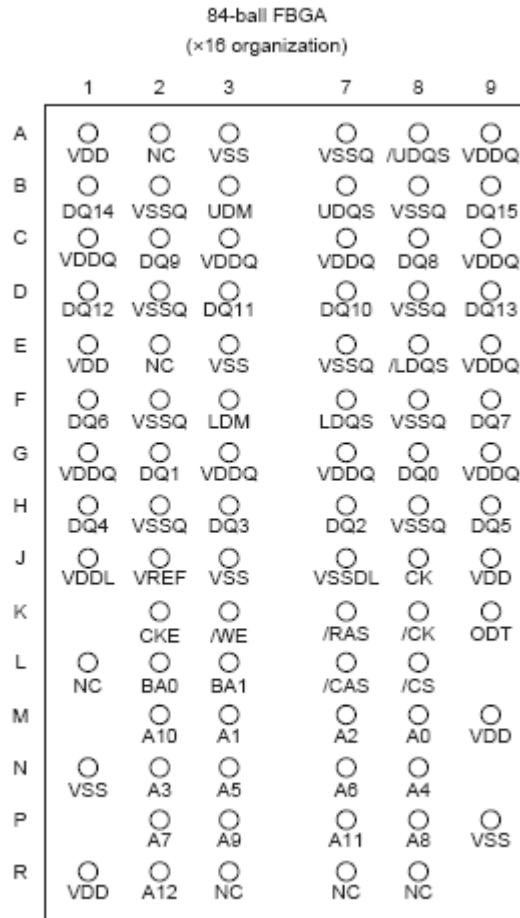 84-ball FBGA
(×16 organization)
1 2 3 7 8 9
A
VDD NC VSS VSSQ /UDQS VDDQ
B
DQ14 VSSQ UDM UDQS VSSQ DQ15
C
VDDQ DQ9 VDDQ VDDQ DQ8 VDDQ
D
DQ12 VSSQ DQ11 DQ10 VSSQ DQ13
E
VDD NC VSS VSSQ /LDQS VDDQ
F
DQ6 VSSQ LDM LDQS VSSQ DQ7
G
VDDQ DQ1 VDDQ VDDQ DQ0 VDDQ
H
DQ4 VSSQ DQ3 DQ2 VSSQ DQ5
J
VDDL VREF VSS VSSDL CK VDD
K
CKE /WE /RAS /CK ODT
L
NC BA0 BA1 /CAS /CS
M
A10 A1 A2 A0 VDD
N
VSS A3 A5 A6 A4
P
A7 A9 A11 A8 VSS
R
VDD A12 NC NC NC